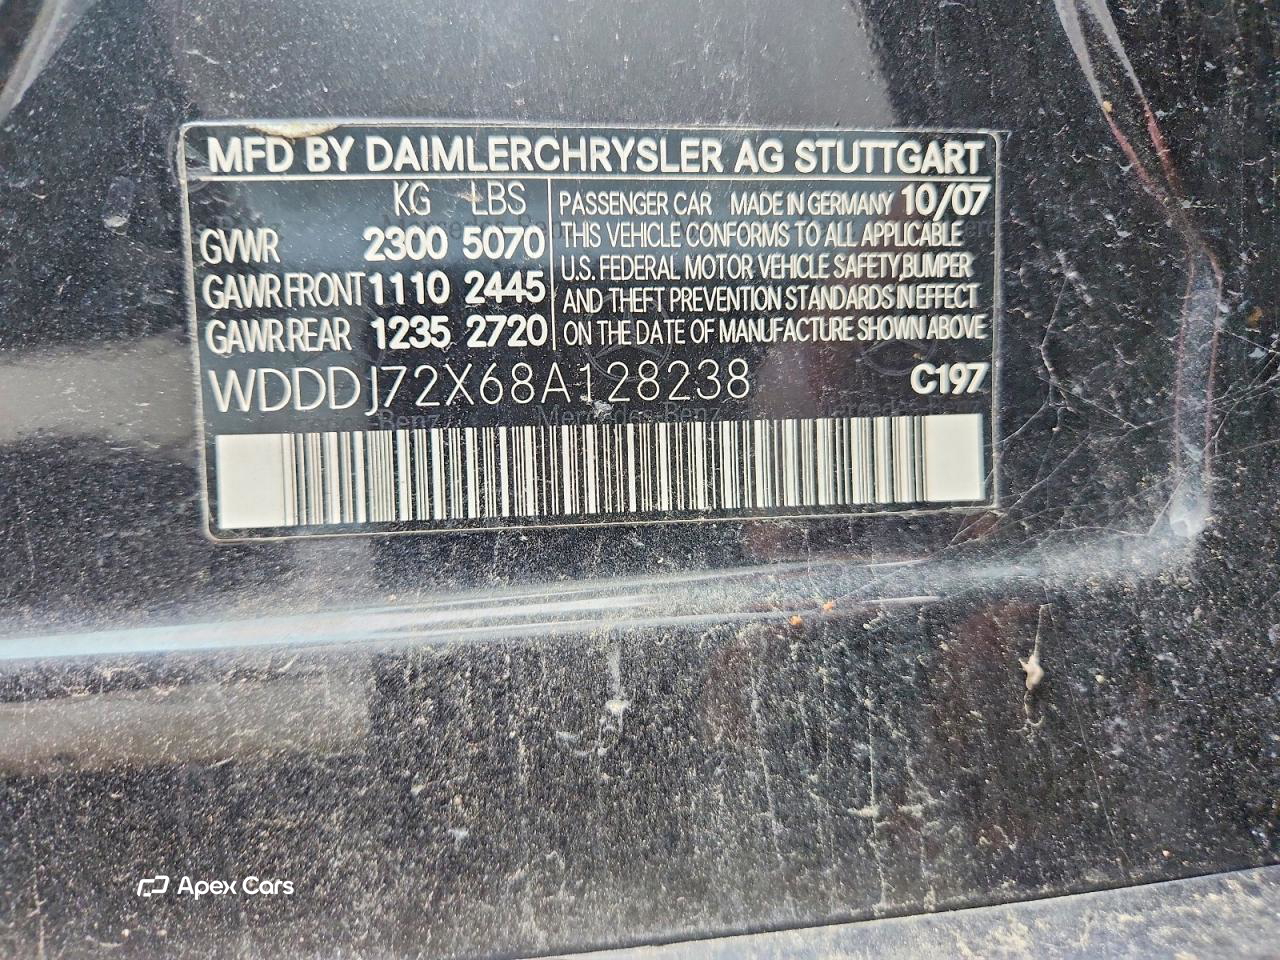 MFD BY DAIMLERCHRYSLER AG STUTTGART
KG LBS
GVWR 2300 5070
GAWR FRONT 1110 2445
GAWR REAR 1235 2720
PASSENGER CAR MADE IN GERMANY 10/07
THIS VEHICLE CONFORMS TO ALL APPLICABLE
U.S. FEDERAL MOTOR VEHICLE SAFETY,BUMPER
AND THEFT PREVENTION STANDARDS IN EFFECT
ON THE DATE OF MANUFACTURE SHOWN ABOVE
WDDDJ72X68A128238 C197
Mercedes-Benz
Apex Cars